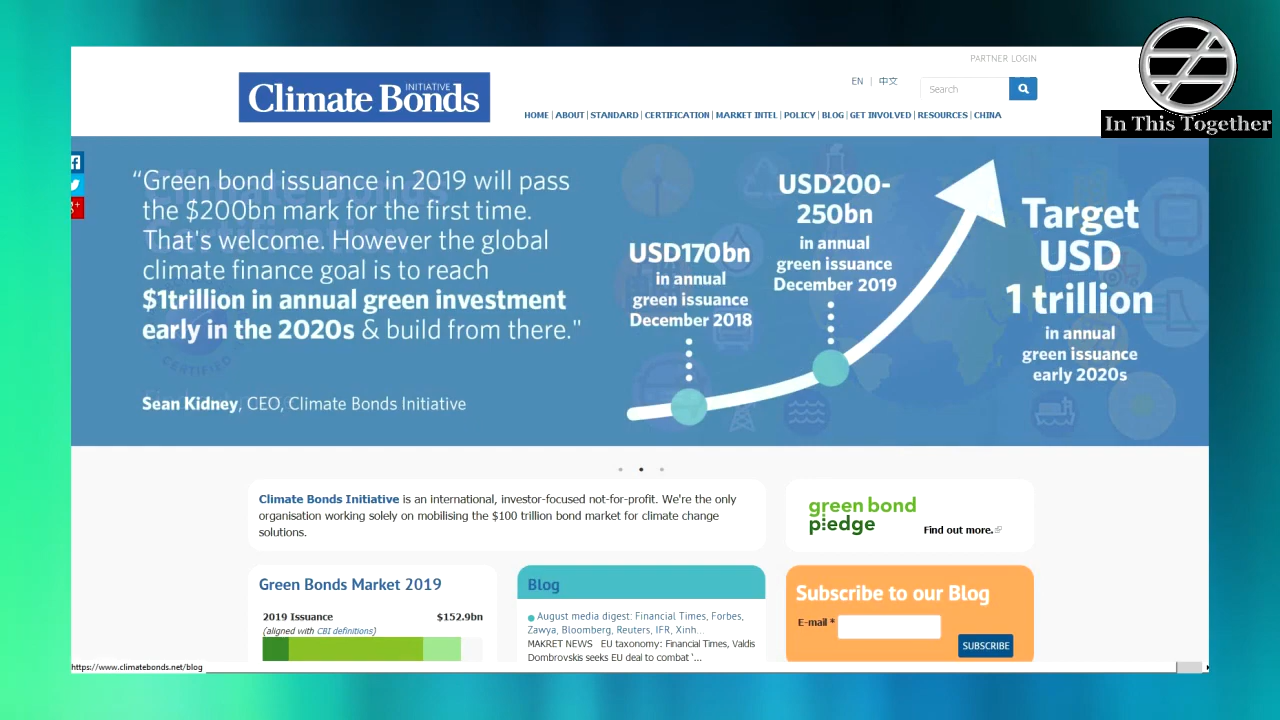 PARTNER LOGIN
INITIATIVE
Climate Bonds
EN | 中文
Search
HOME | ABOUT | STANDARD | CERTIFICATION | MARKET INTEL | POLICY | BLOG | GET INVOLVED | RESOURCES | CHINA
In This Together
“Green bond issuance in 2019 will pass
the $200bn mark for the first time.
That's welcome. However the global
climate finance goal is to reach
$1trillion in annual green investment
early in the 2020s & build from there."
Sean Kidney, CEO, Climate Bonds Initiative
USD170bn
in annual
green issuance
December 2018
USD200-
250bn
in annual
green issuance
December 2019
Target
USD
1 trillion
in annual
green issuance
early 2020s
CERTIFIED
Climate Bonds Initiative is an international, investor-focused not-for-profit. We're the only
organisation working solely on mobilising the $100 trillion bond market for climate change
solutions.
green bond
pledge
Find out more.
Green Bonds Market 2019
2019 Issuance $152.9bn
(aligned with CBI definitions)
Blog
August media digest: Financial Times, Forbes,
Zawya, Bloomberg, Reuters, IFR, Xinh...
MAKRET NEWS EU taxonomy: Financial Times, Valdis
Dombrovskis seeks EU deal to combat ‘...
Subscribe to our Blog
E-mail *
SUBSCRIBE
https://www.climatebonds.net/blog